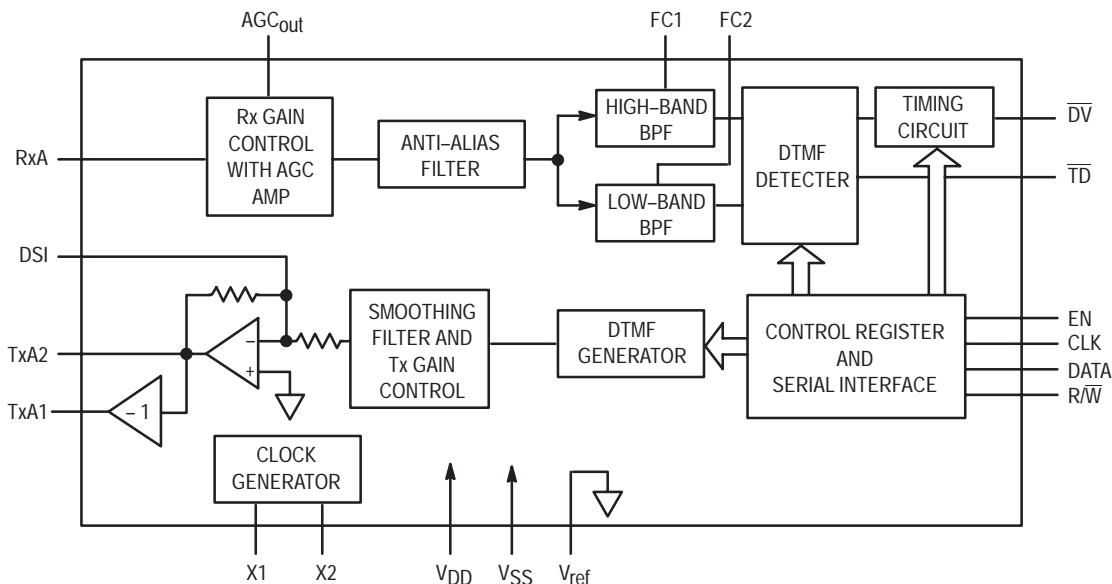 AGCout
FC1
FC2
RxA
Rx GAIN
CONTROL
WITH AGC
AMP
ANTI–ALIAS
FILTER
HIGH–BAND
BPF
LOW–BAND
BPF
DTMF
DETECTER
TIMING
CIRCUIT
D̅V̅
T̅D̅
DSI
TxA2
TxA1
– 1
–
+
SMOOTHING
FILTER AND
Tx GAIN
CONTROL
DTMF
GENERATOR
CONTROL REGISTER
AND
SERIAL INTERFACE
EN
CLK
DATA
R/W̅
CLOCK
GENERATOR
X1
X2
VDD
VSS
Vref